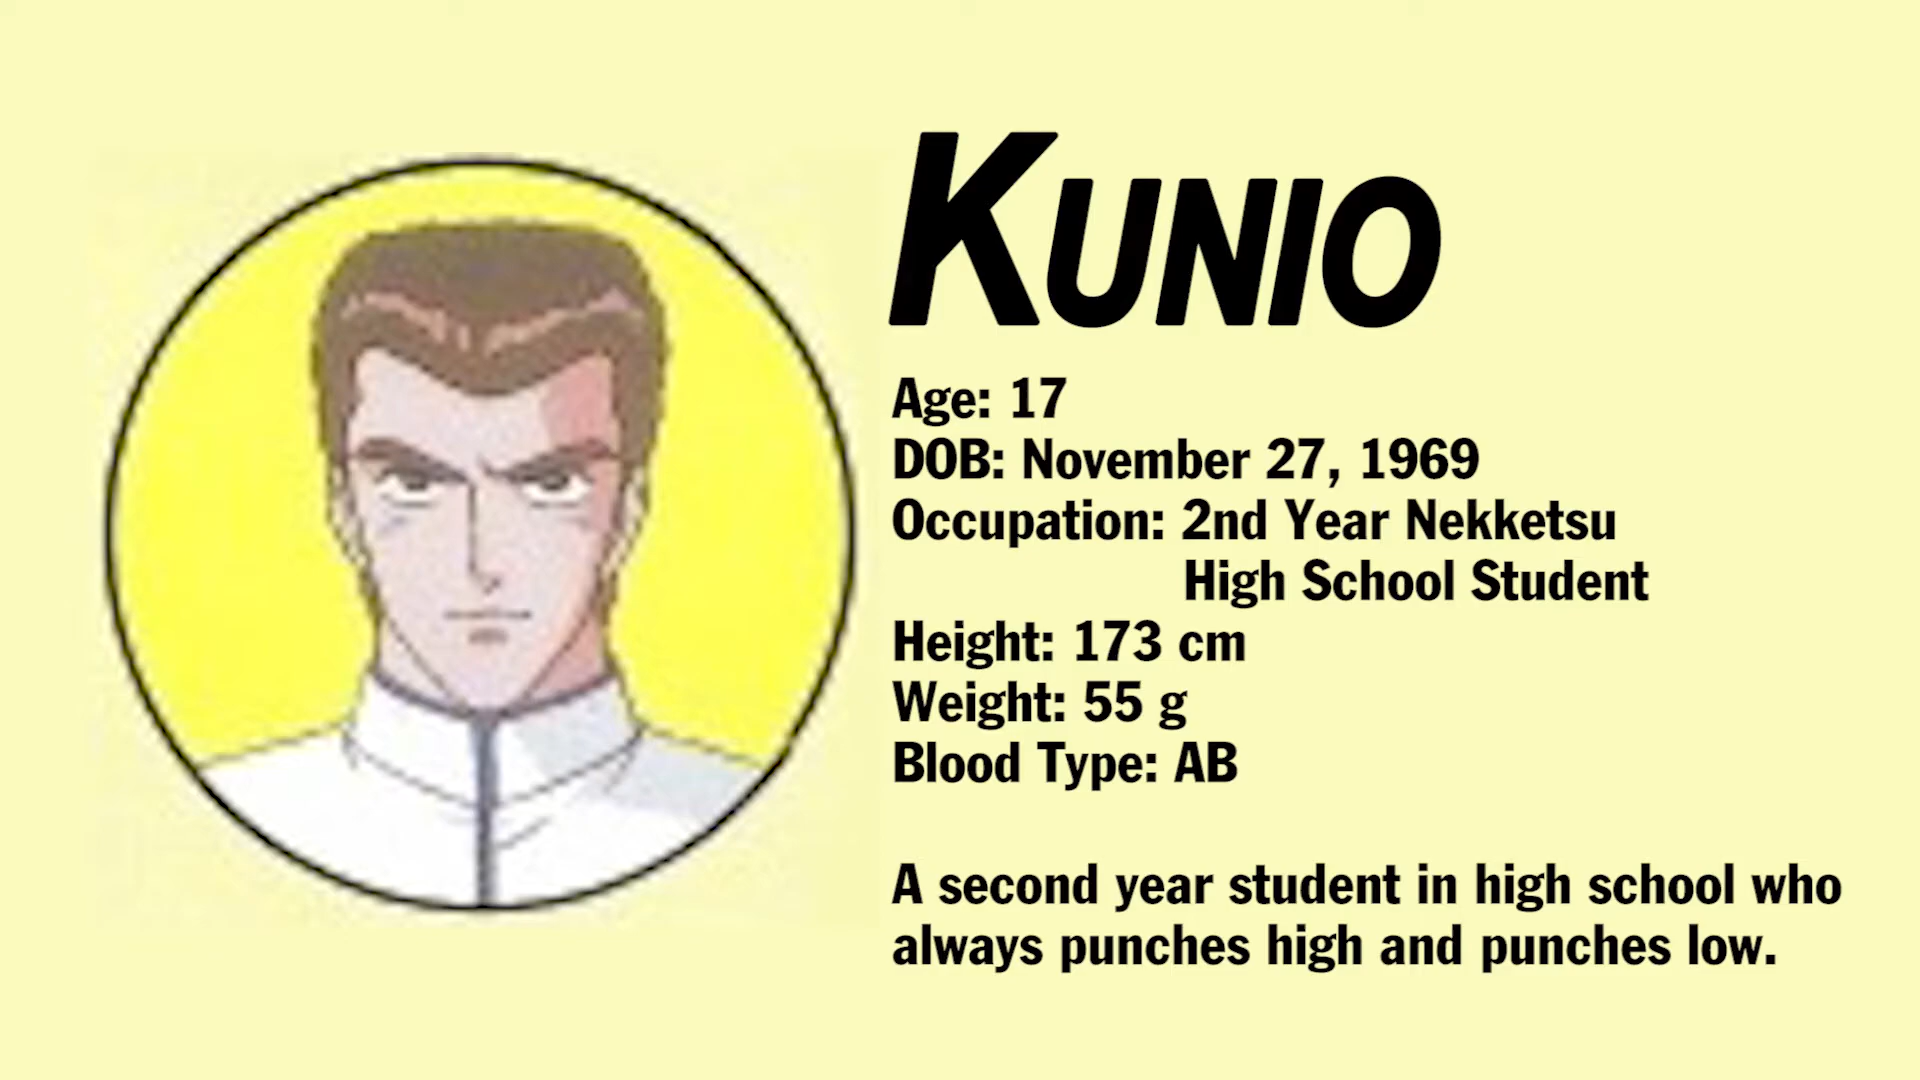 KUNIO
Age: 17
DOB: November 27, 1969
Occupation: 2nd Year Nekketsu
High School Student
Height: 173 cm
Weight: 55 g
Blood Type: AB
A second year student in high school who
always punches high and punches low.